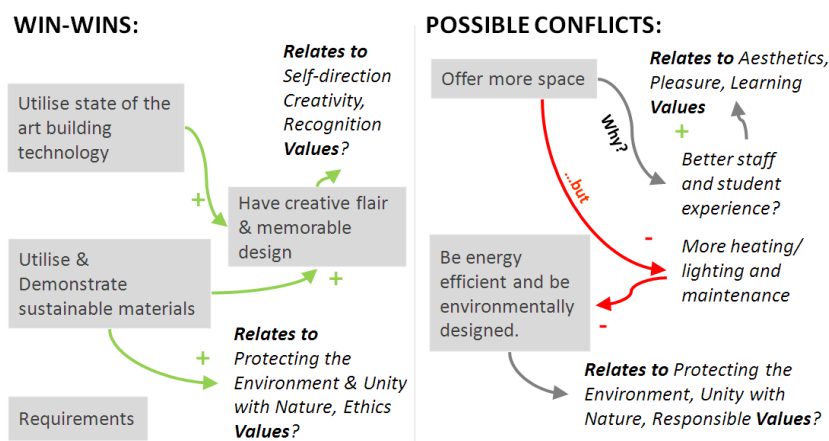 WIN-WINS:
Relates to
Self-direction
Creativity,
Recognition
Values?
Utilise state of the
art building
technology
+
Have creative flair
& memorable
design
Utilise &
Demonstrate
sustainable materials
+
+
Relates to
Protecting the
Environment & Unity
with Nature, Ethics
Values?
Requirements
POSSIBLE CONFLICTS:
Offer more space
Relates to Aesthetics,
Pleasure, Learning
Values
+
Why?
Better staff
and student
experience?
...but
-
More heating/
lighting and
maintenance
Be energy
efficient and be
environmentally
designed.
-
Relates to Protecting the
Environment, Unity with
Nature, Responsible Values?